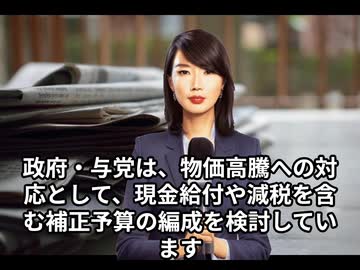 政府・与党は、物価高騰への対
応として、現金給付や減税を含
む補正予算の編成を検討してい
ます